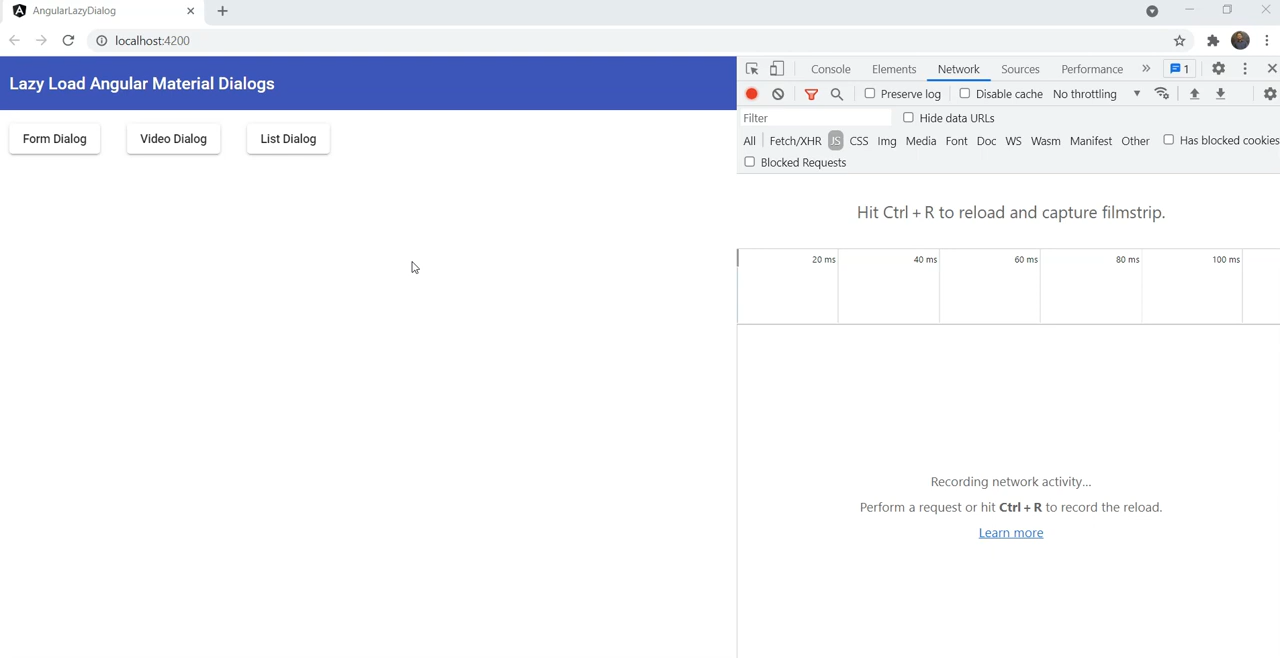 AngularLazyDialog
localhost:4200
Lazy Load Angular Material Dialogs
Form Dialog Video Dialog List Dialog
Console Elements Network Sources Performance 1
Preserve log Disable cache No throttling
Filter Hide data URLs
All Fetch/XHR JS CSS Img Media Font Doc WS Wasm Manifest Other Has blocked cookies
Blocked Requests
Hit Ctrl + R to reload and capture filmstrip.
20 ms 40 ms 60 ms 80 ms 100 ms
Recording network activity...
Perform a request or hit Ctrl + R to record the reload.
Learn more